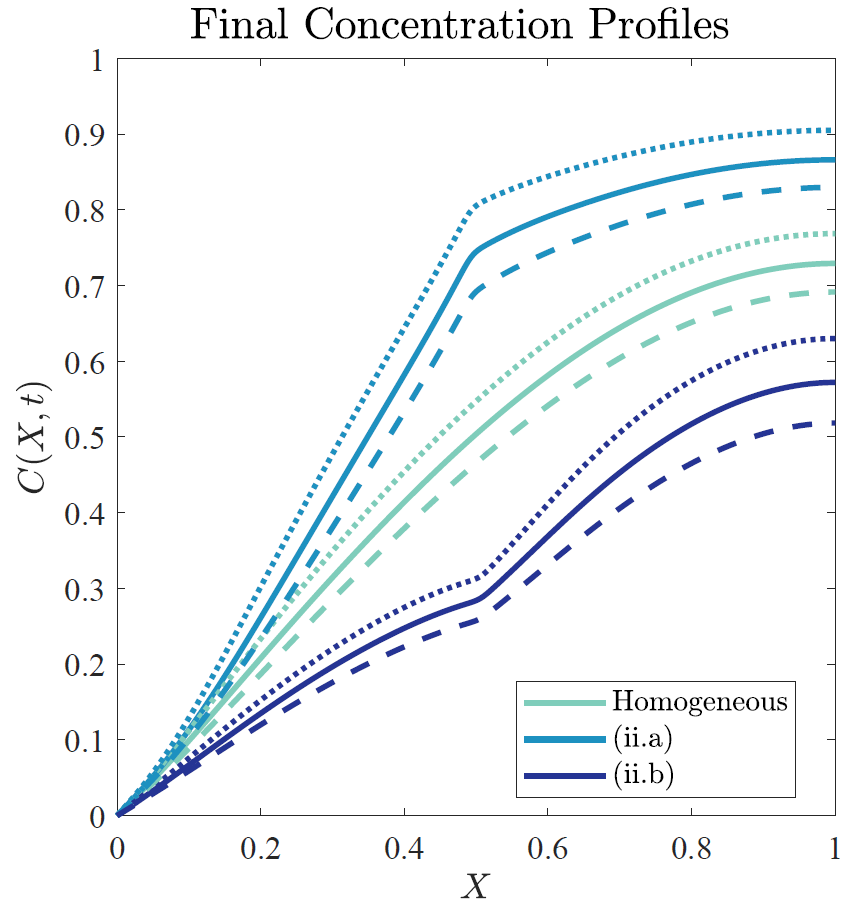 Final Concentration Profiles
1
0.9
0.8
0.7
0.6
0.5
0.4
0.3
0.2
0.1
0
C(X, t)
Homogeneous
(ii.a)
(ii.b)
0 0.2 0.4 0.6 0.8 1
X